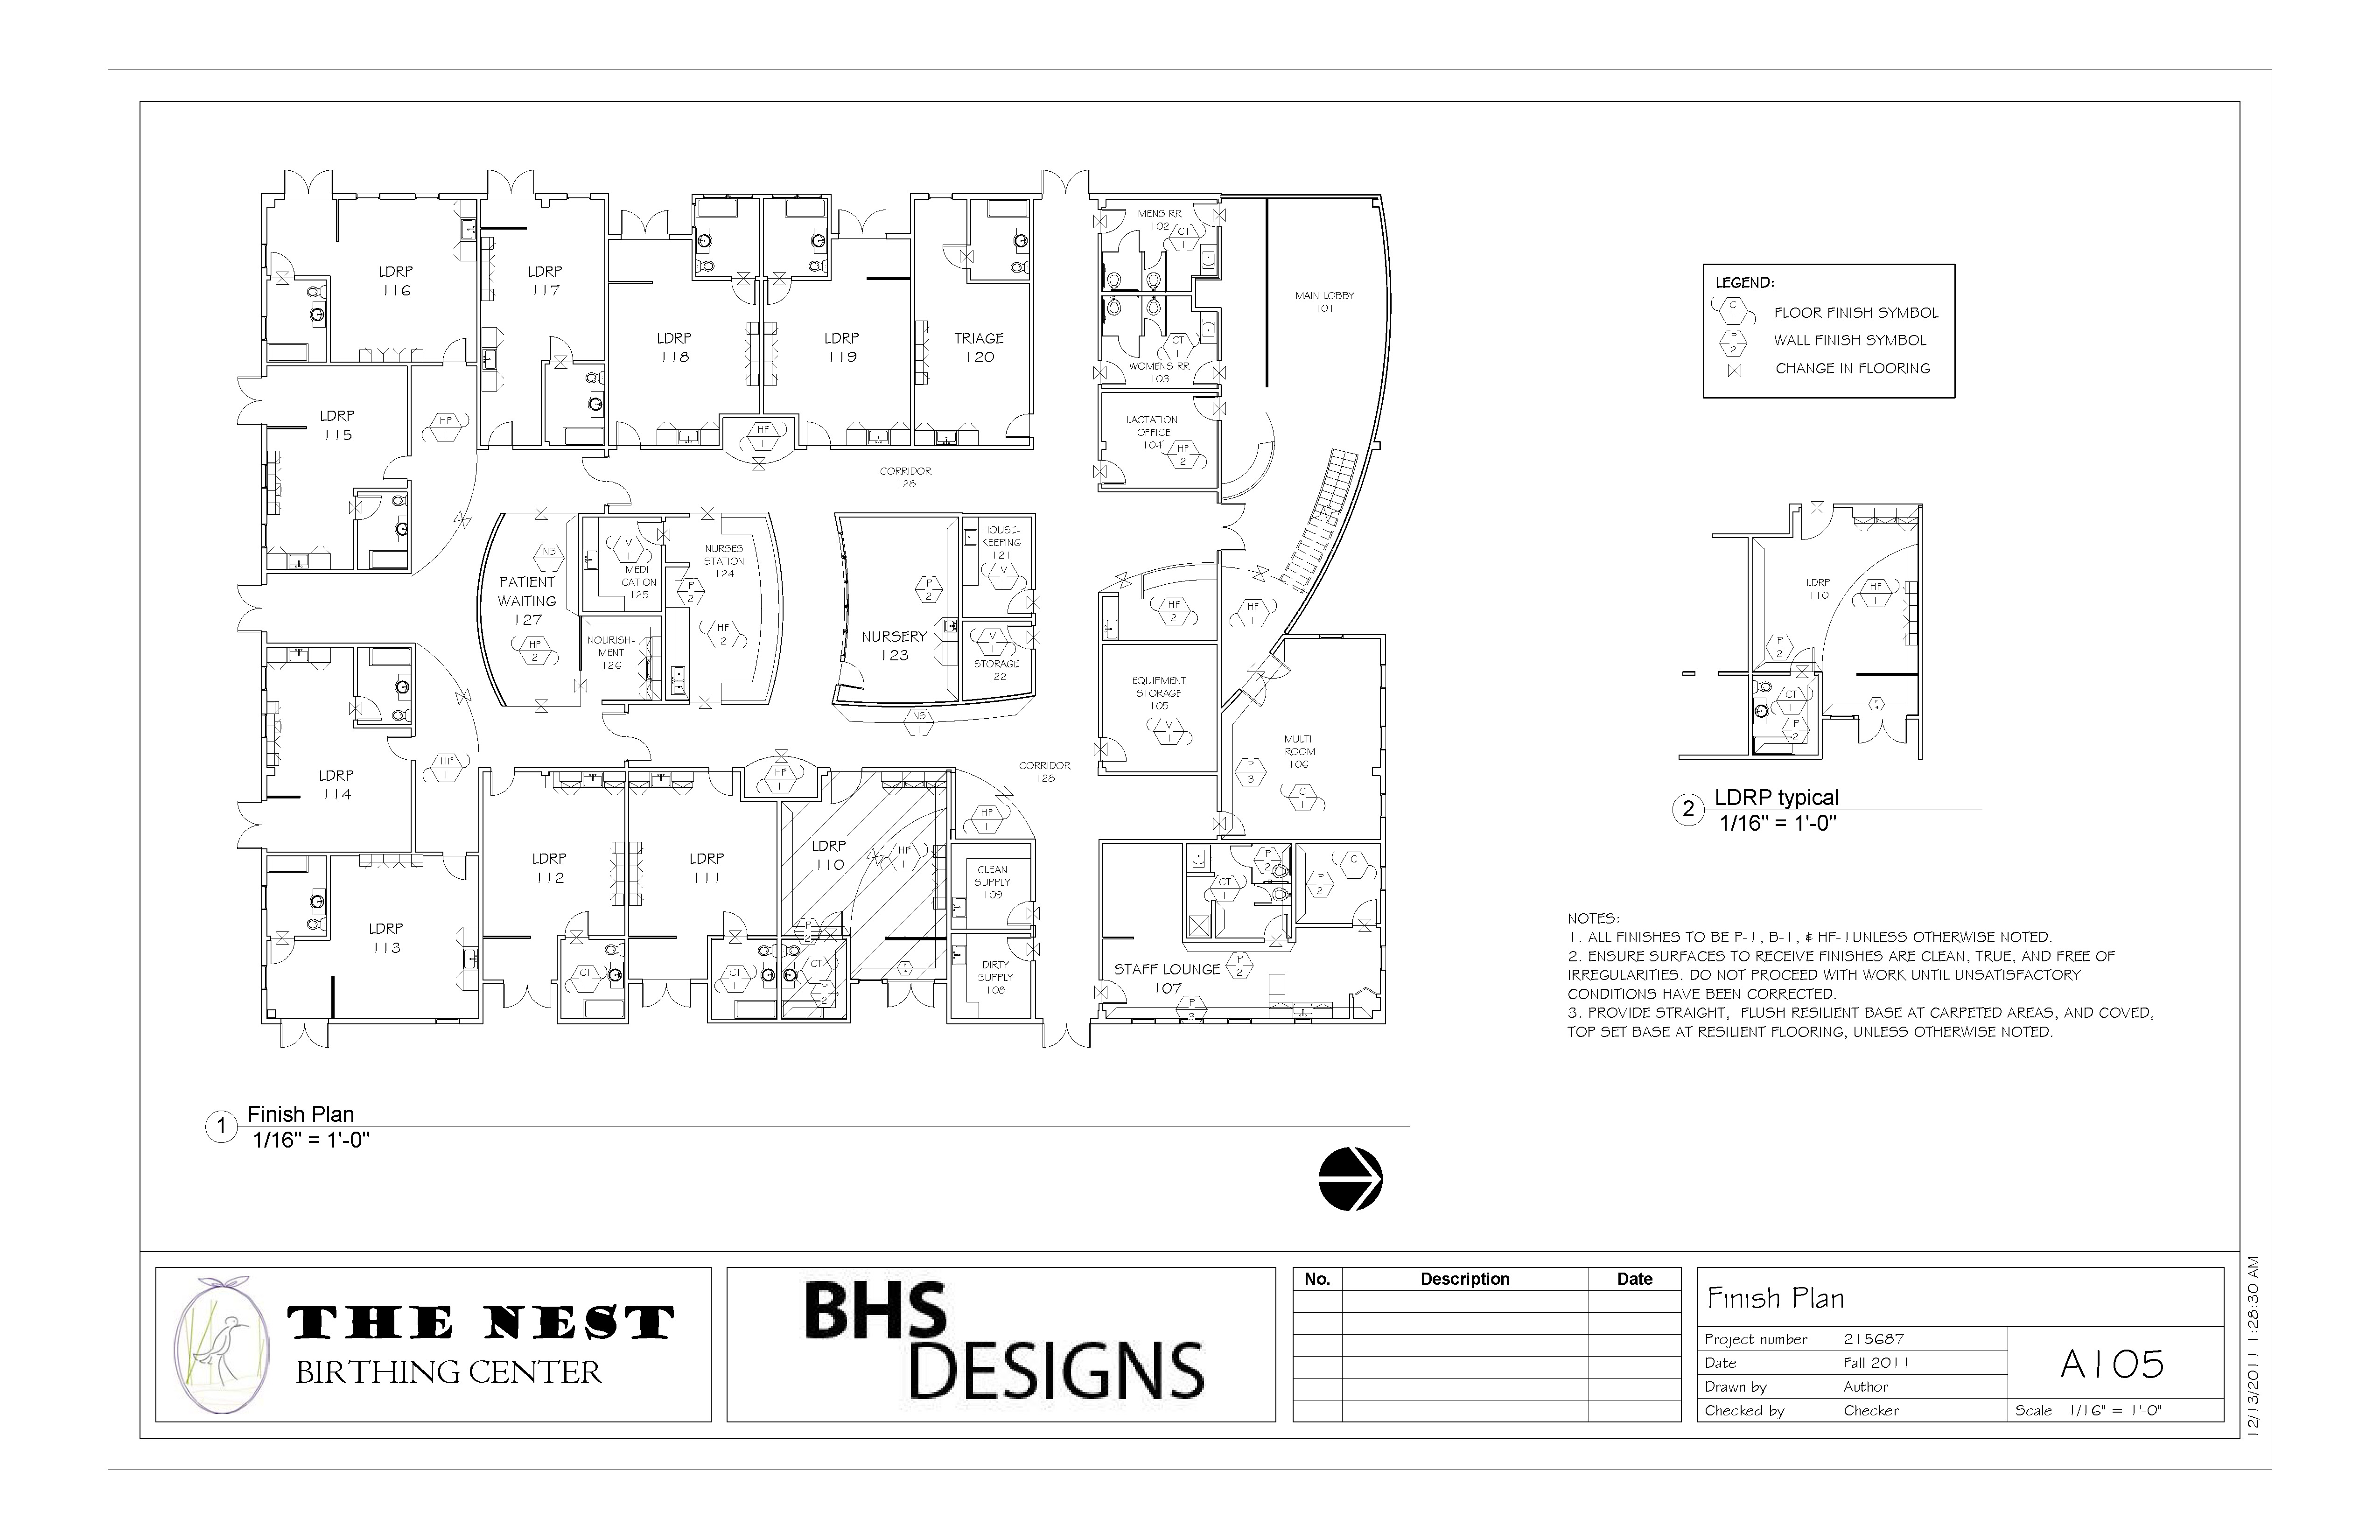 MENS RR
102
CT
1
LDRP
116
LDRP
117
MAIN LOBBY
101
LDRP
118
LDRP
119
TRIAGE
120
CT
1
WOMENS RR
103
LDRP
115
HF
1
HF
1
LACTATION
OFFICE
104
HF
2
CORRIDOR
128
NS
1
PATIENT
WAITING
127
HF
2
V
1
MEDI-
CATION
125
NURSES
STATION
124
P
2
HF
2
NOURISH-
MENT
126
P
2
NURSERY
123
HOUSE-
KEEPING
121
V
1
V
1
STORAGE
122
NS
1
HF
2
HF
1
EQUIPMENT
STORAGE
105
V
1
MULTI
ROOM
106
P
3
C
1
CORRIDOR
128
HF
1
HF
1
HF
1
LDRP
114
LDRP
113
LDRP
112
LDRP
111
LDRP
110
HF
1
P
2
CT
1
CT
1
CT
1
P
2
CLEAN
SUPPLY
109
DIRTY
SUPPLY
108
P
2
CT
1
C
1
P
2
STAFF LOUNGE
107
P
2
P
3
LEGEND:
C
1
FLOOR FINISH SYMBOL
P
2
WALL FINISH SYMBOL
CHANGE IN FLOORING
LDRP
110
HF
1
P
2
CT
1
P
2
2
LDRP typical
1/16" = 1'-0"
NOTES:
1. ALL FINISHES TO BE P-1, B-1, & HF-1UNLESS OTHERWISE NOTED.
2. ENSURE SURFACES TO RECEIVE FINISHES ARE CLEAN, TRUE, AND FREE OF
IRREGULARITIES. DO NOT PROCEED WITH WORK UNTIL UNSATISFACTORY
CONDITIONS HAVE BEEN CORRECTED.
3. PROVIDE STRAIGHT, FLUSH RESILIENT BASE AT CARPETED AREAS, AND COVED,
TOP SET BASE AT RESILIENT FLOORING, UNLESS OTHERWISE NOTED.
1
Finish Plan
1/16" = 1'-0"
THE NEST
BIRTHING CENTER
BHS
DESIGNS
No. Description Date
Finish Plan
Project number 215687
Date Fall 2011
Drawn by Author
Checked by Checker
A105
Scale 1/16" = 1'-0"
12/13/2011 1:28:30 AM